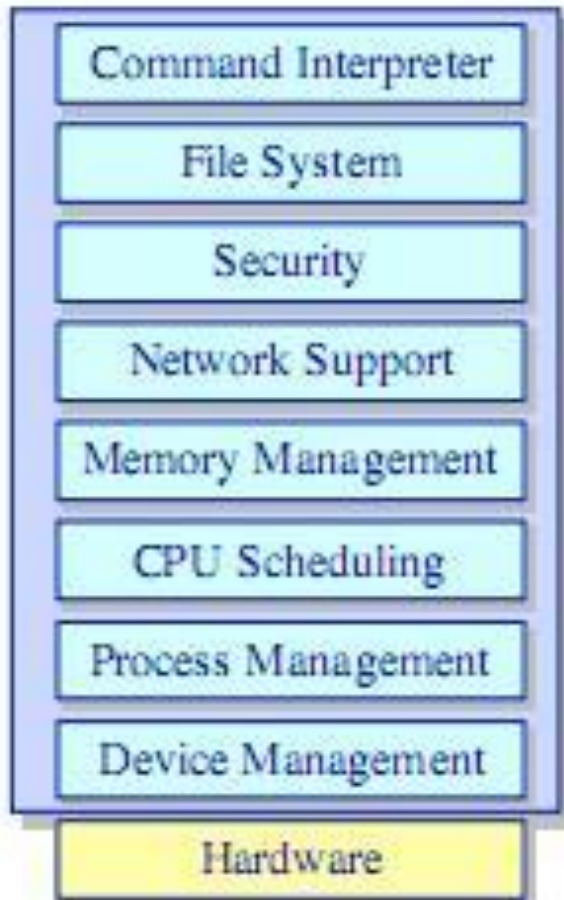 Command Interpreter
File System
Security
Network Support
Memory Management
CPU Scheduling
Process Management
Device Management
Hardware